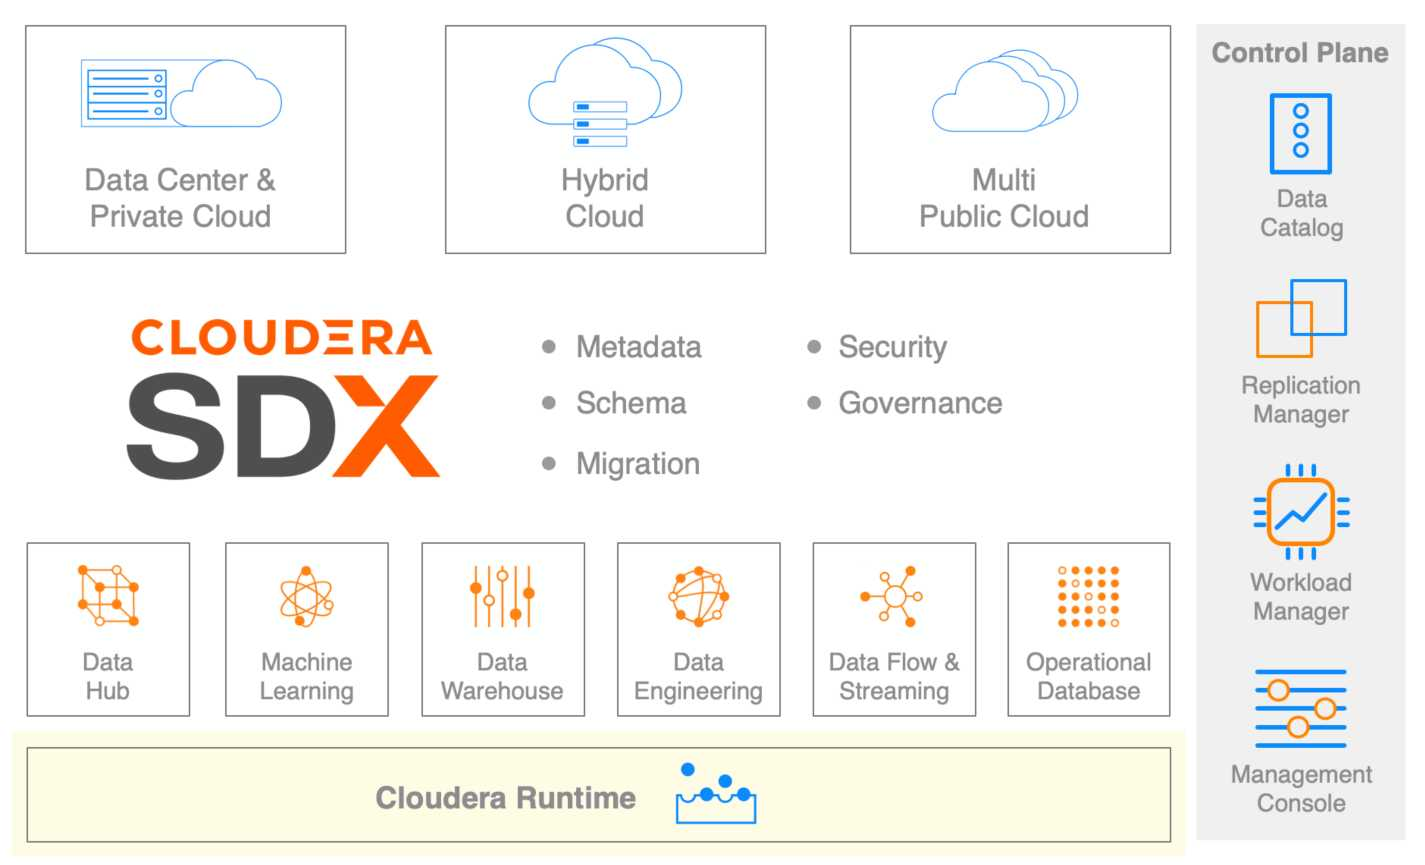 Data Center &
Private Cloud
Hybrid
Cloud
Multi
Public Cloud
CLOUDERA
SDX
Metadata
Schema
Migration
Security
Governance
Data
Hub
Machine
Learning
Data
Warehouse
Data
Engineering
Data Flow &
Streaming
Operational
Database
Cloudera Runtime
Control Plane
Data
Catalog
Replication
Manager
Workload
Manager
Management
Console